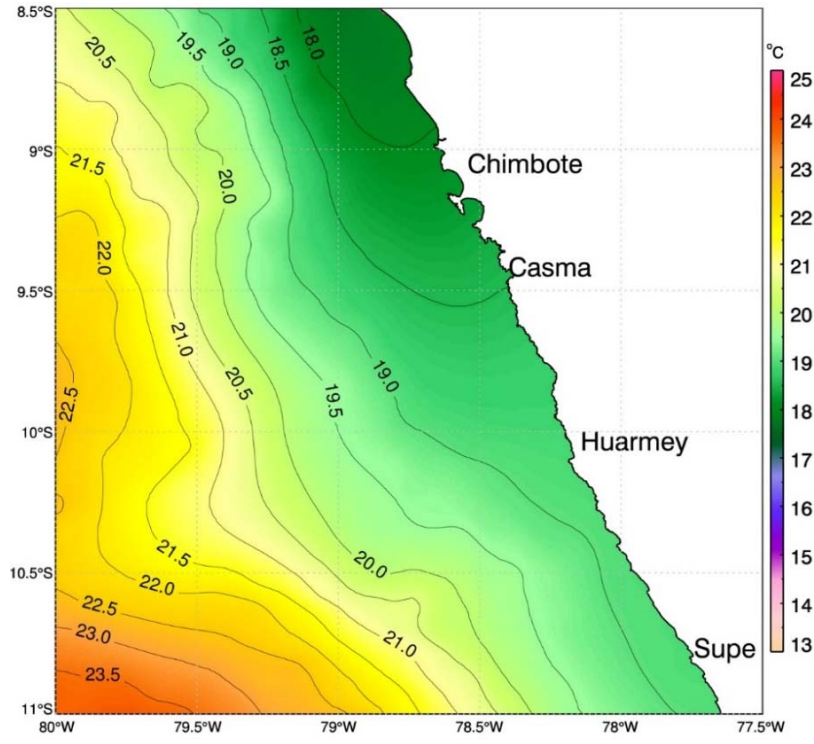 8.5°S
9°S
9.5°S
10°S
10.5°S
11°S
80°W
79.5°W
79°W
78.5°W
78°W
77.5°W
20.5
19.5
19.0
18.5
18.0
21.5
20.0
22.0
21.0
20.5
22.5
19.5
19.0
21.5
20.0
22.0
22.5
23.0
21.0
23.5
Chimbote
Casma
Huarmey
Supe
°C
25
24
23
22
21
20
19
18
17
16
15
14
13